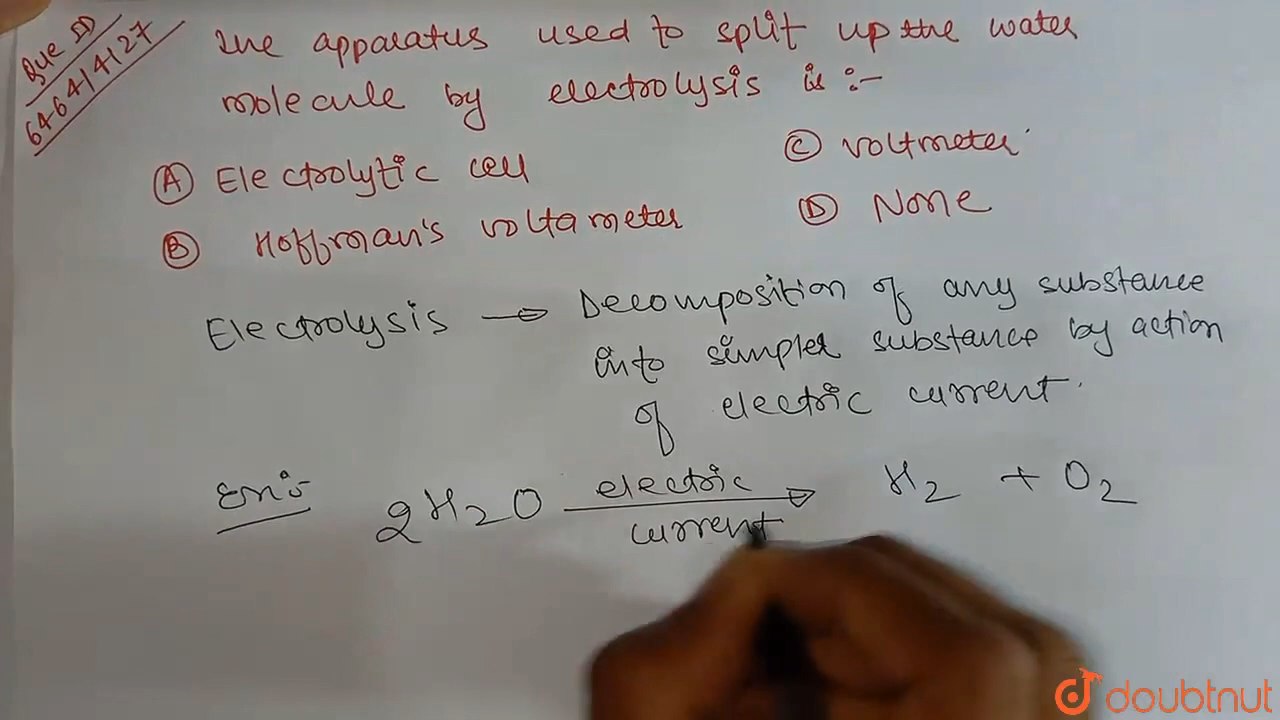 Que ID
646414127
The apparatus used to split up the water
molecule by electrolysis is :-
(A) Electrolytic cell
(C) Voltmeter
(B) Hoffman's voltameter
(D) None
Electrolysis → Decomposition of any substance
into simpler substance by action
of electric current.
Ex:-
2H₂O electric current → H₂ + O₂
doubtnut